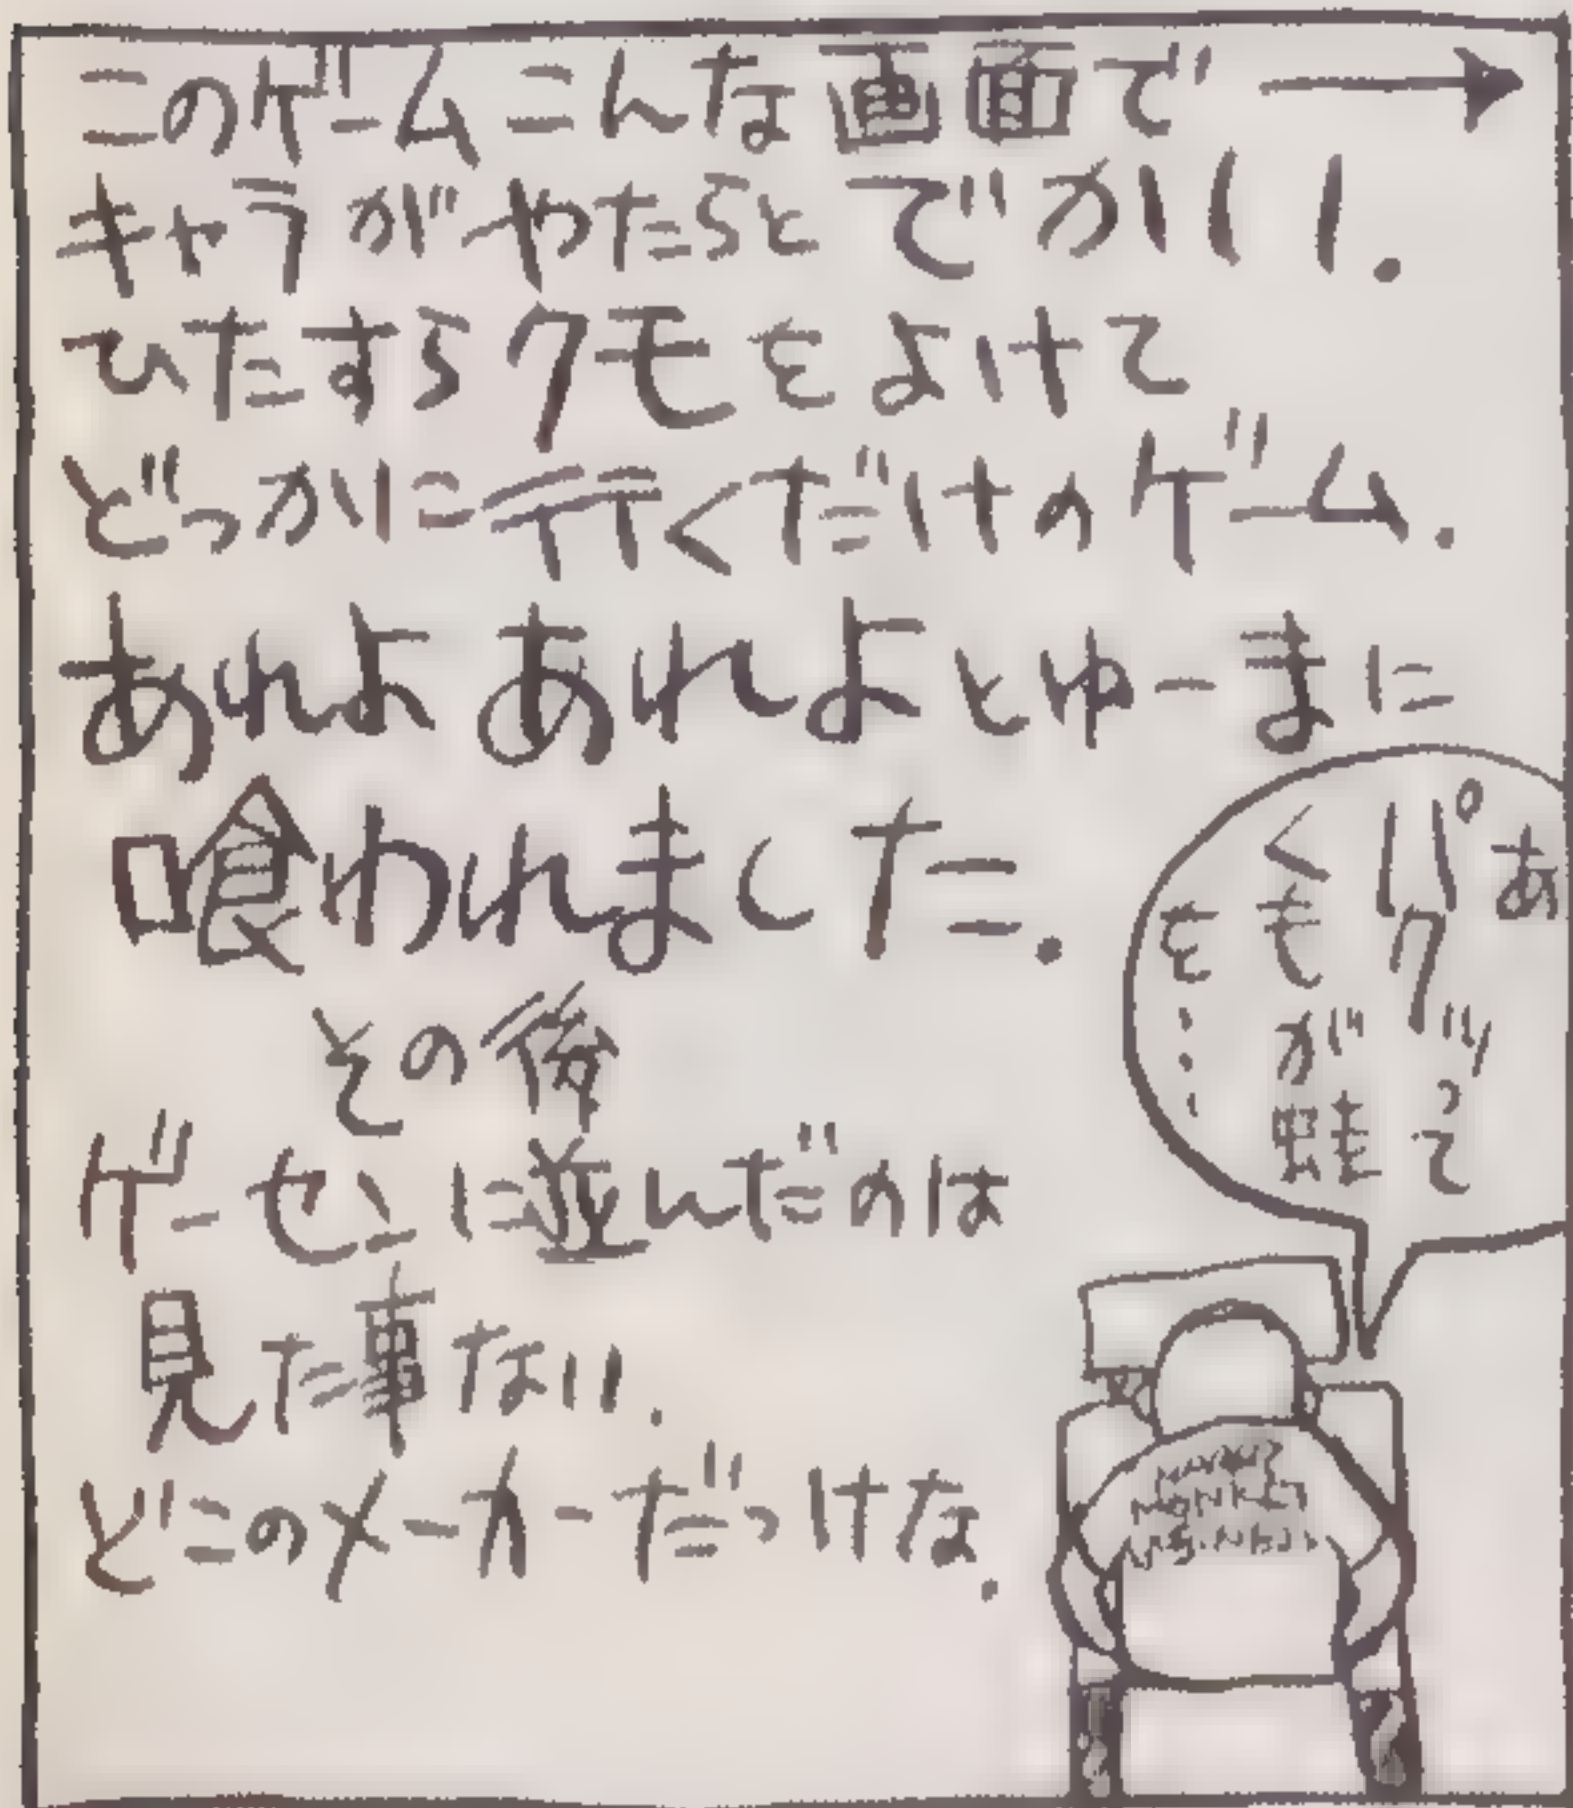 このゲームこんな画面で→
キャラがやたらとでかいい.
ひたすらクモをよけて
どっかに行くだけのゲーム.
あれよあれよとゆーまに
喰われました.
その後
ゲーセンに並んだのは
見た事ない.
どこのメーカーだっけな.
あ
パクッて
くもが蛙
を…
MONKEY